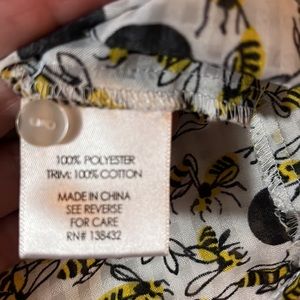 100% POLYESTER
TRIM: 100% COTTON
MADE IN CHINA
SEE REVERSE
FOR CARE
RN# 138432